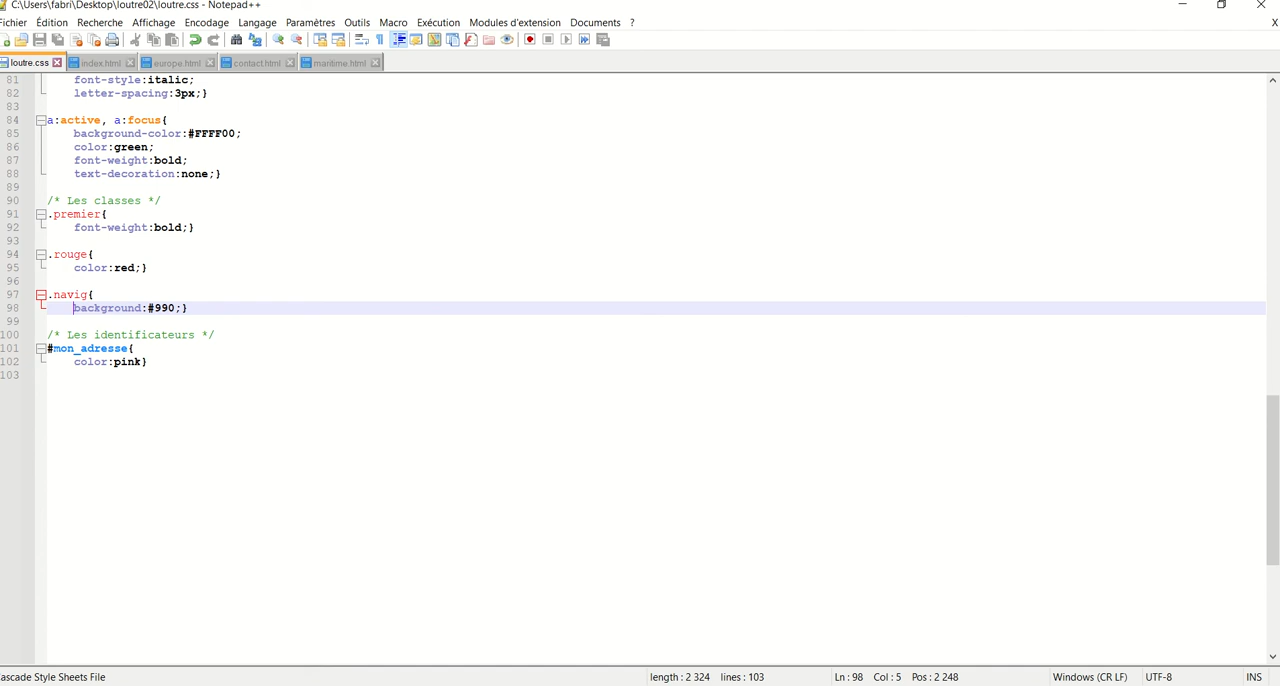 C:\Users\fabri\Desktop\loutre02\loutre.css - Notepad++
ichier Édition Recherche Affichage Encodage Langage Paramètres Outils Macro Exécution Modules d'extension Documents ? X
loutre.css index.html europe.html contact.html maritime.html
81 font-style:italic;
82 letter-spacing:3px;}
83
84 a:active, a:focus{
85 background-color:#FFFF00;
86 color:green;
87 font-weight:bold;
88 text-decoration:none;}
89
90 /* Les classes */
91 .premier{
92 font-weight:bold;}
93
94 .rouge{
95 color:red;}
96
97 .navig{
98 background:#990;}
99
100 /* Les identificateurs */
101 #mon_adresse{
102 color:pink}
103
ascade Style Sheets File length : 2 324 lines : 103 Ln : 98 Col : 5 Pos : 2 248 Windows (CR LF) UTF-8 INS